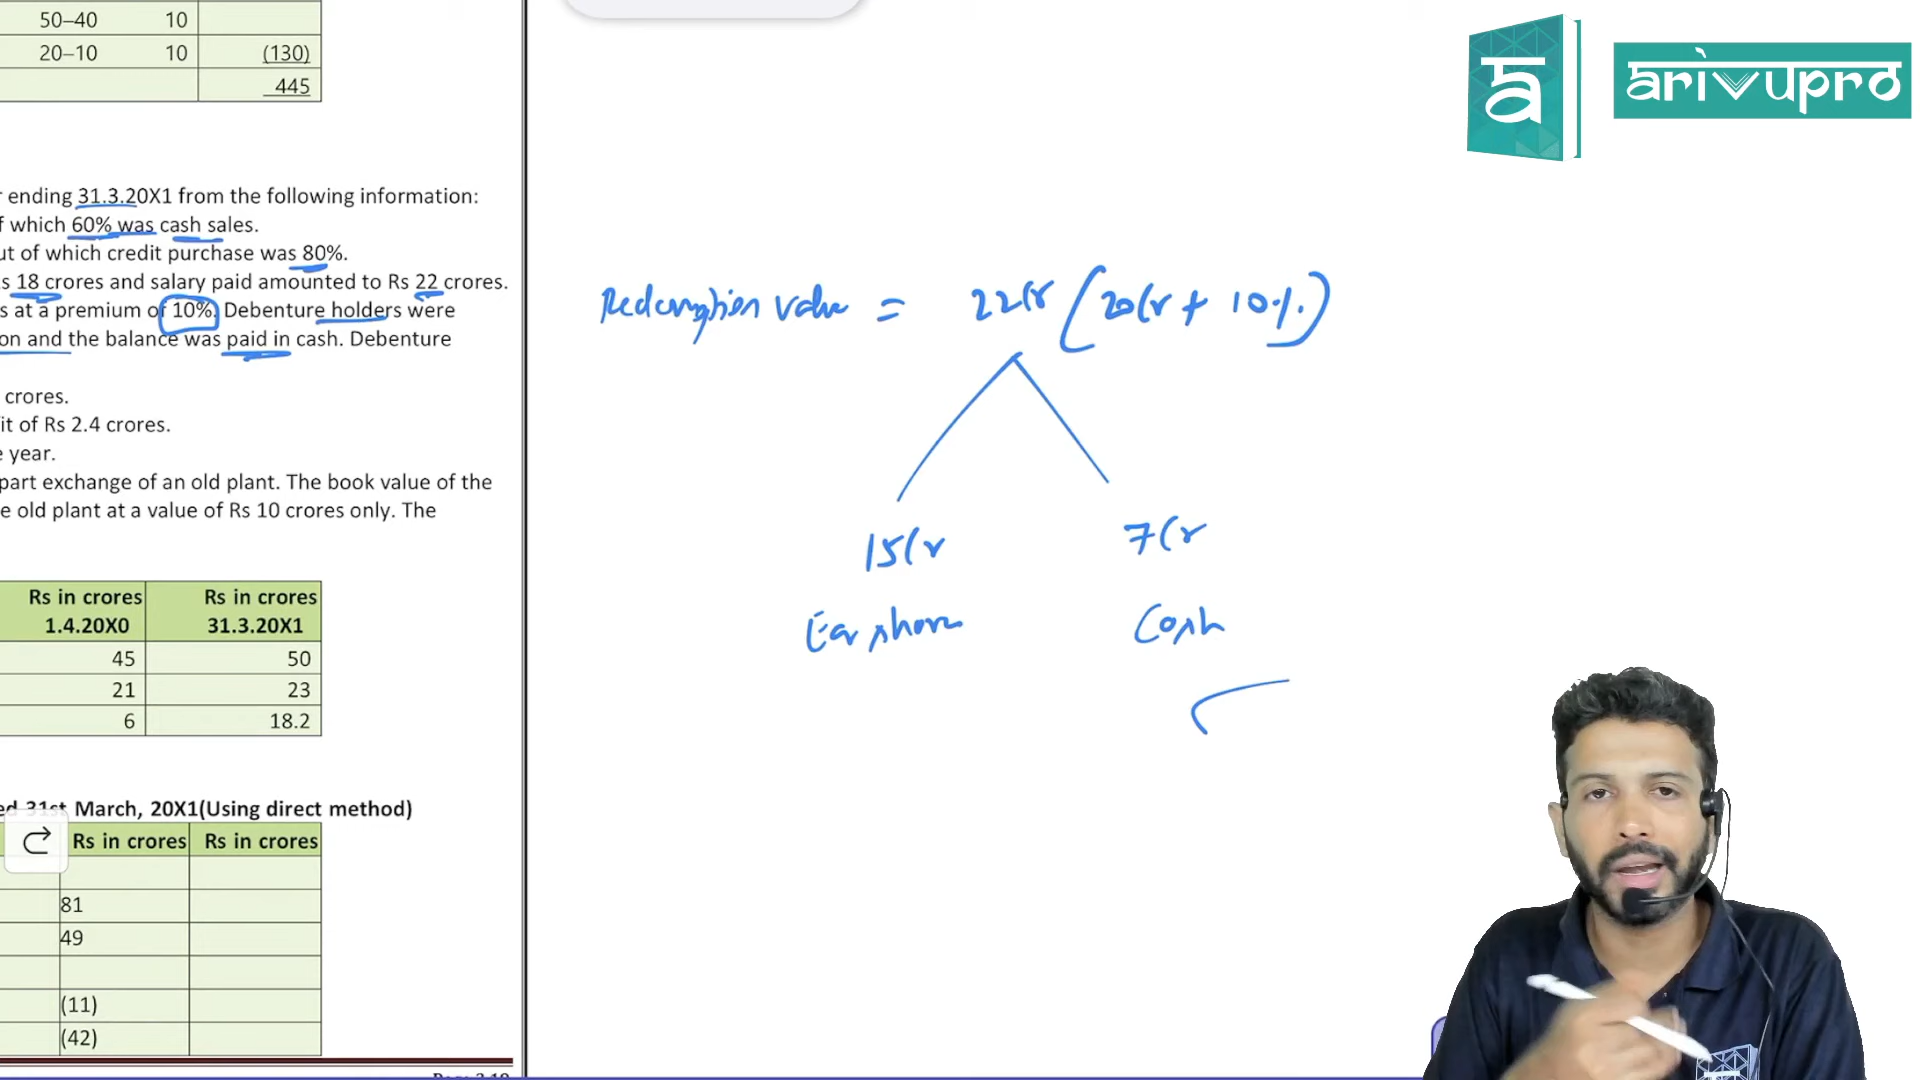 50–40 10
20–10 10 (130)
445
r ending 31.3.20X1 from the following information:
f which 60% was cash sales.
ut of which credit purchase was 80%.
s 18 crores and salary paid amounted to Rs 22 crores.
s at a premium of 10%. Debenture holders were
on and the balance was paid in cash. Debenture
crores.
it of Rs 2.4 crores.
e year.
part exchange of an old plant. The book value of the
e old plant at a value of Rs 10 crores only. The
Rs in crores Rs in crores
1.4.20X0 31.3.20X1
45 50
21 23
6 18.2
ed 31st March, 20X1(Using direct method)
Rs in crores Rs in crores
81
49
(11)
(42)
arivupro
Redemption value = 22Cr (20Cr + 10%)
15Cr 7Cr
Eq share Cash